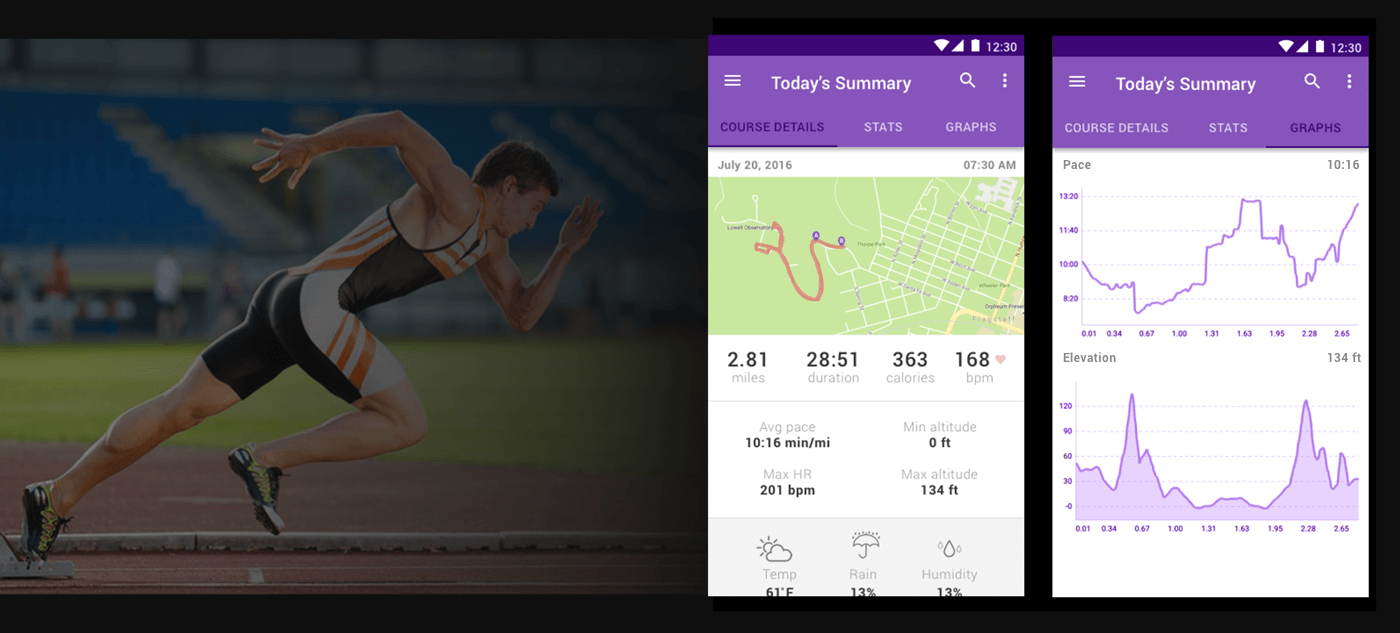 12:30
Today's Summary
COURSE DETAILS STATS GRAPHS
July 20, 2016 07:30 AM
Lowell Observatory
A B
Thorpe Park
Wheeler Park
Flagstaff
2.81 28:51 363 168
miles duration calories bpm
Avg pace Min altitude
10:16 min/mi 0 ft
Max HR Max altitude
201 bpm 134 ft
Temp Rain Humidity
61°F 13% 13%
12:30
Today's Summary
COURSE DETAILS STATS GRAPHS
Pace 10:16
13:20
11:40
10:00
8:20
0.01 0.34 0.67 1.00 1.31 1.63 1.95 2.28 2.65
Elevation 134 ft
120
90
60
30
-0
0.01 0.34 0.67 1.00 1.31 1.63 1.95 2.28 2.65